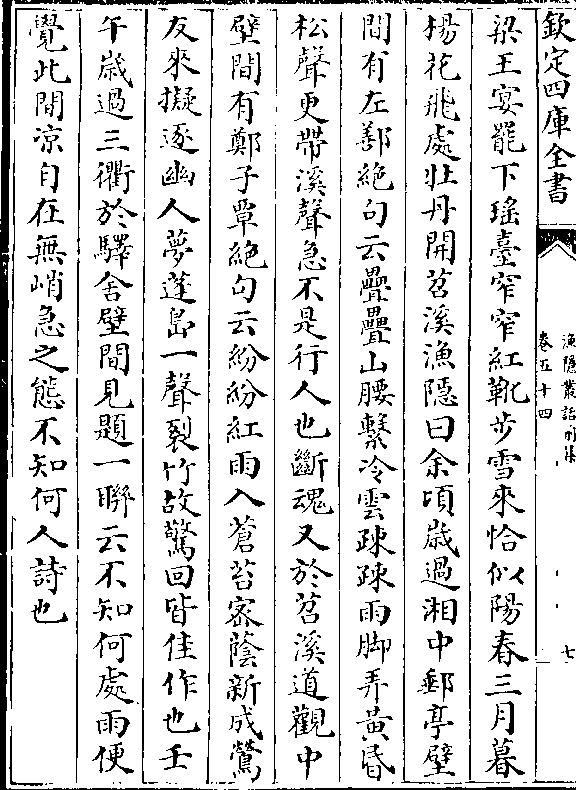 欽定四庫全書
漁隱叢話前集
卷五十四
七
梁王宴罷下瑤臺窄窄紅靴步雪來恰似陽春三月暮
楊花飛處牡丹開苕溪漁隱曰余頃歲過湘中郵亭壁
間有左鄯絶句云疊疊山腰繫冷雲疎疎雨脚弄黃昏
松聲更帶溪聲急不是行人也斷魂又於苕溪道觀中
壁間有鄭子覃絶句云紛紛紅雨入蒼苔宻蔭新成鶯
友來擬逐幽人夢蓬島一聲裂竹故驚回皆佳作也壬
午歲過三衢於驛舍壁間見題一聯云不知何處雨便
覺此間凉自在無峭急之態不知何人詩也